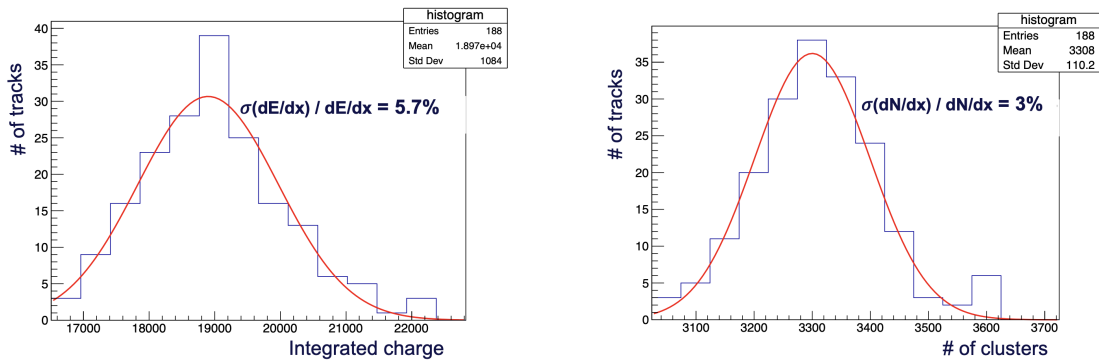 histogram
Entries 188
Mean 1.897e+04
Std Dev 1084
σ(dE/dx) / dE/dx = 5.7%
# of tracks
40
35
30
25
20
15
10
5
0
17000 18000 19000 20000 21000 22000
Integrated charge
histogram
Entries 188
Mean 3308
Std Dev 110.2
σ(dN/dx) / dN/dx = 3%
# of tracks
35
30
25
20
15
10
5
0
3100 3200 3300 3400 3500 3600 3700
# of clusters